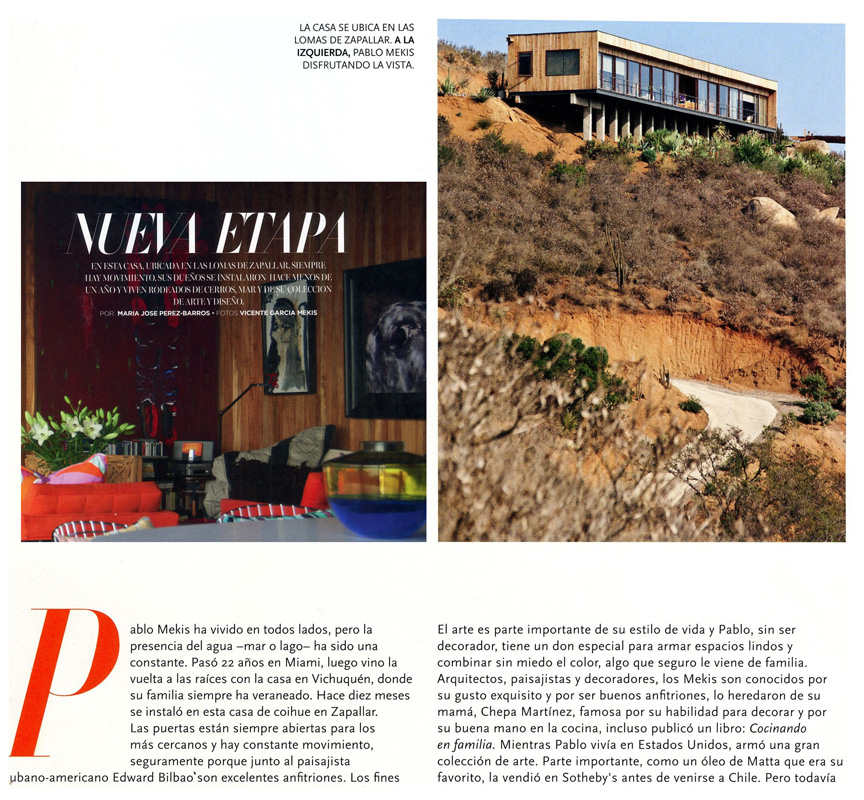 LA CASA SE UBICA EN LAS
LOMAS DE ZAPALLAR. A LA
IZQUIERDA, PABLO MEKIS
DISFRUTANDO LA VISTA.
NUEVA ETAPA
EN ESTA CASA, UBICADA EN LAS LOMAS DE ZAPALLAR, SIEMPRE
HAY MOVIMIENTO. SUS DUEÑOS SE INSTALARON HACE MENOS DE
UN AÑO Y VIVEN RODEADOS DE CERROS, MAR Y DE SU COLECCION
DE ARTE Y DISEÑO.
POR MARIA JOSE PEREZ-BARROS • FOTOS VICENTE GARCIA MEKIS
Pablo Mekis ha vivido en todos lados, pero la
presencia del agua –mar o lago– ha sido una
constante. Pasó 22 años en Miami, luego vino la
vuelta a las raíces con la casa en Vichuquén, donde
su familia siempre ha veraneado. Hace diez meses
se instaló en esta casa de coihue en Zapallar.
Las puertas están siempre abiertas para los
más cercanos y hay constante movimiento,
seguramente porque junto al paisajista
ubano-americano Edward Bilbao son excelentes anfitriones. Los fines
El arte es parte importante de su estilo de vida y Pablo, sin ser
decorador, tiene un don especial para armar espacios lindos y
combinar sin miedo el color, algo que seguro le viene de familia.
Arquitectos, paisajistas y decoradores, los Mekis son conocidos por
su gusto exquisito y por ser buenos anfitriones, lo heredaron de su
mamá, Chepa Martínez, famosa por su habilidad para decorar y por
su buena mano en la cocina, incluso publicó un libro: Cocinando
en familia. Mientras Pablo vivía en Estados Unidos, armó una gran
colección de arte. Parte importante, como un óleo de Matta que era su
favorito, la vendió en Sotheby's antes de venirse a Chile. Pero todavía